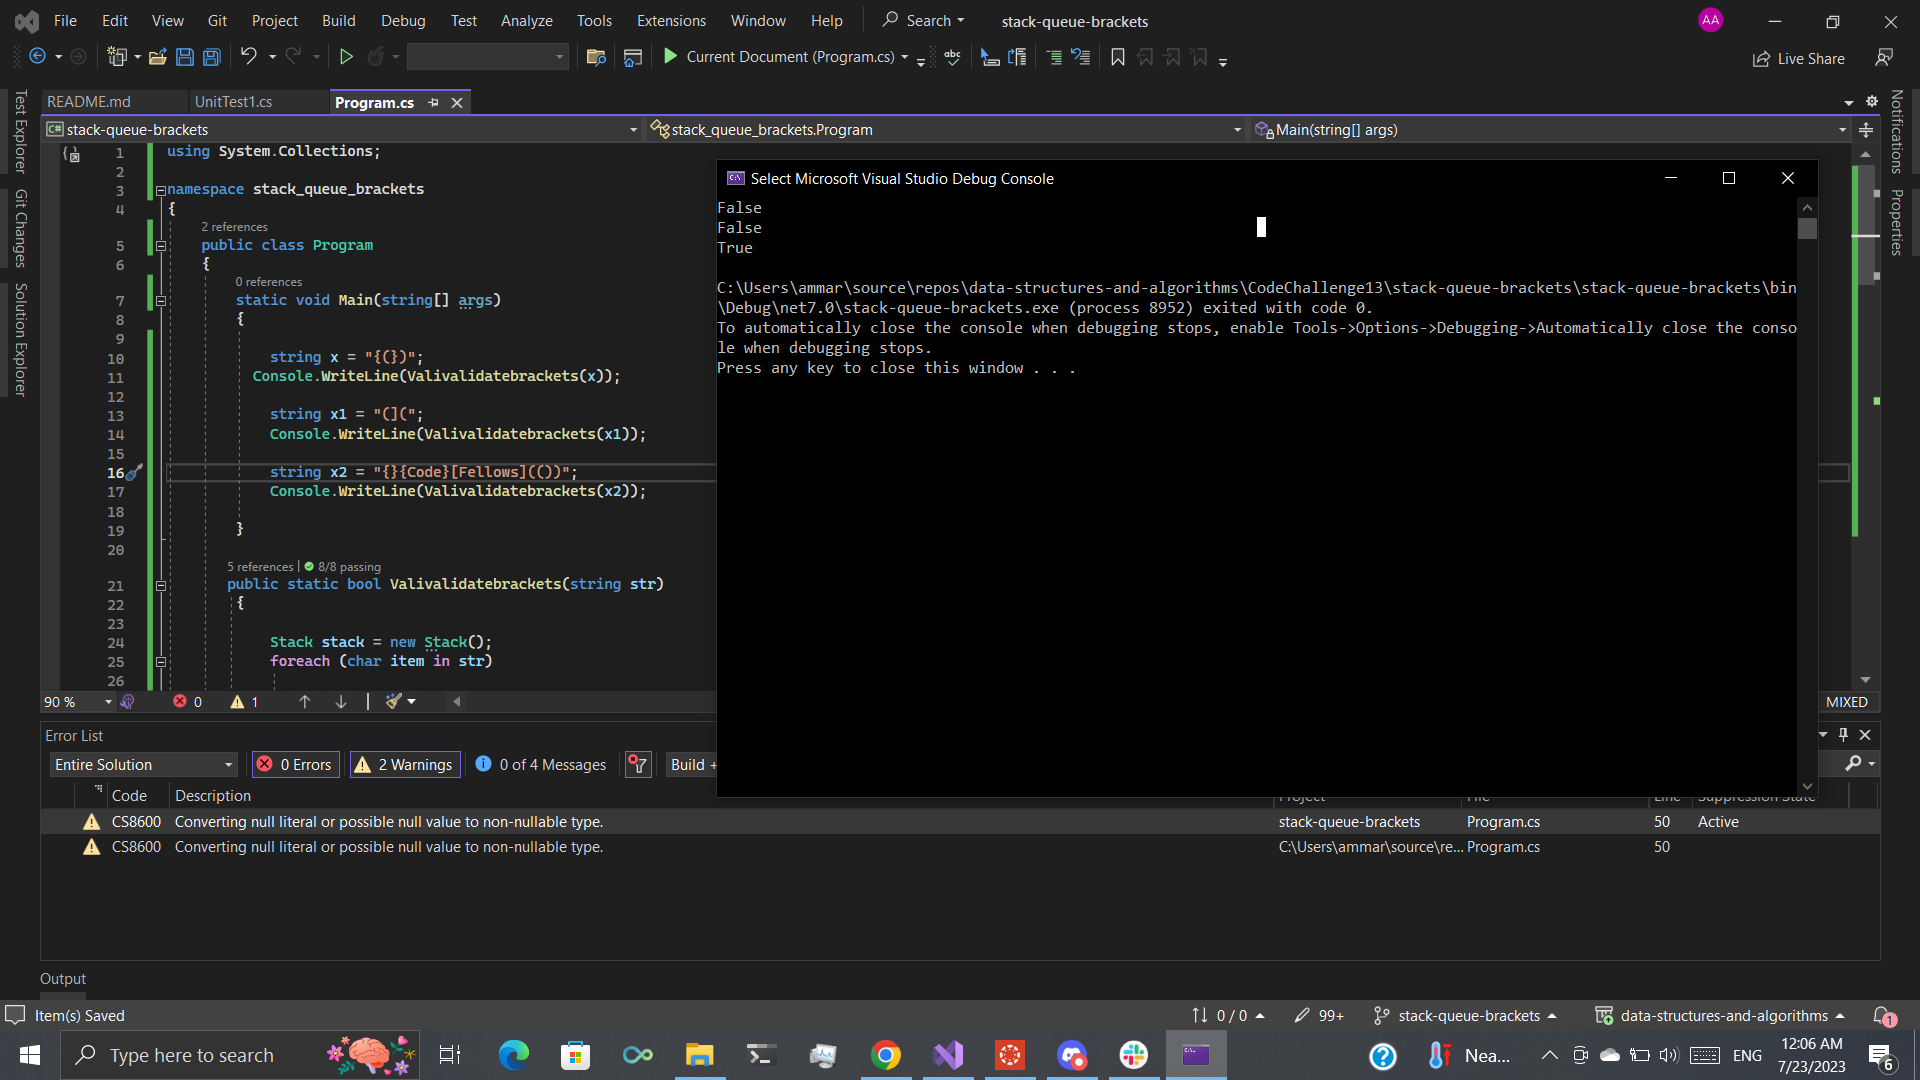 File Edit View Git Project Build Debug Test Analyze Tools Extensions Window Help Search stack-queue-brackets AA
Current Document (Program.cs) abc Live Share
README.md UnitTest1.cs Program.cs
C# stack-queue-brackets stack_queue_brackets.Program Main(string[] args)
Test Explorer
Git Changes
Solution Explorer
Notifications
Properties
1 using System.Collections;
2
3 namespace stack_queue_brackets
4 {
2 references
5 public class Program
6 {
0 references
7 static void Main(string[] args)
8 {
9
10 string x = "{(})";
11 Console.WriteLine(Valivalidatebrackets(x));
12
13 string x1 = "(](";
14 Console.WriteLine(Valivalidatebrackets(x1));
15
16 string x2 = "{}{Code}[Fellows](())";
17 Console.WriteLine(Valivalidatebrackets(x2));
18
19 }
20
5 references | 8/8 passing
21 public static bool Valivalidatebrackets(string str)
22 {
23
24 Stack stack = new Stack();
25 foreach (char item in str)
26
Select Microsoft Visual Studio Debug Console
False
False
True
C:\Users\ammar\source\repos\data-structures-and-algorithms\CodeChallenge13\stack-queue-brackets\stack-queue-brackets\bin
\Debug\net7.0\stack-queue-brackets.exe (process 8952) exited with code 0.
To automatically close the console when debugging stops, enable Tools->Options->Debugging->Automatically close the conso
le when debugging stops.
Press any key to close this window . . .
90 % 0 1 MIXED
Error List
Entire Solution 0 Errors 2 Warnings 0 of 4 Messages Build +
Code Description Project File Line Suppression State
CS8600 Converting null literal or possible null value to non-nullable type. stack-queue-brackets Program.cs 50 Active
CS8600 Converting null literal or possible null value to non-nullable type. C:\Users\ammar\source\re... Program.cs 50
Output
Item(s) Saved 0 / 0 99+ stack-queue-brackets data-structures-and-algorithms 1
Type here to search Nea... ENG 12:06 AM
7/23/2023 6